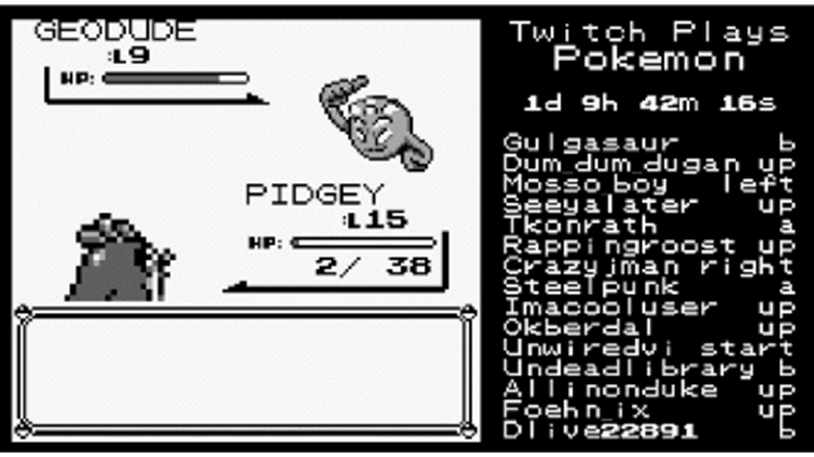 GEODUDE
:L9
HP:
PIDGEY
:L15
HP:
2/ 38
Twitch Plays
Pokemon
1d 9h 42m 16s
Gulgasaur b
Dum_dum_dugan up
Mosso_boy left
Seeyalater up
Tkonrath a
Rappingroost up
Crazyjman right
Steelpunk a
Imacooluser up
Okberdal up
Unwiredvi start
Undeadlibrary b
Allinonduke up
Foehn_ix up
Dlive22891 b